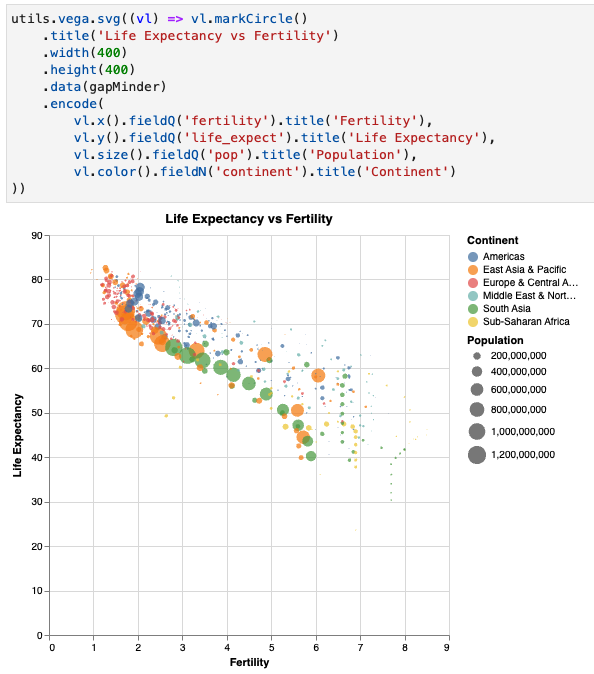 utils.vega.svg((vl) => vl.markCircle()
.title('Life Expectancy vs Fertility')
.width(400)
.height(400)
.data(gapMinder)
.encode(
vl.x().fieldQ('fertility').title('Fertility'),
vl.y().fieldQ('life_expect').title('Life Expectancy'),
vl.size().fieldQ('pop').title('Population'),
vl.color().fieldN('continent').title('Continent')
))
Life Expectancy vs Fertility
90
80
70
60
50
40
30
20
10
0
Life Expectancy
0 1 2 3 4 5 6 7 8 9
Fertility
Continent
Americas
East Asia & Pacific
Europe & Central A...
Middle East & Nort...
South Asia
Sub-Saharan Africa
Population
200,000,000
400,000,000
600,000,000
800,000,000
1,000,000,000
1,200,000,000